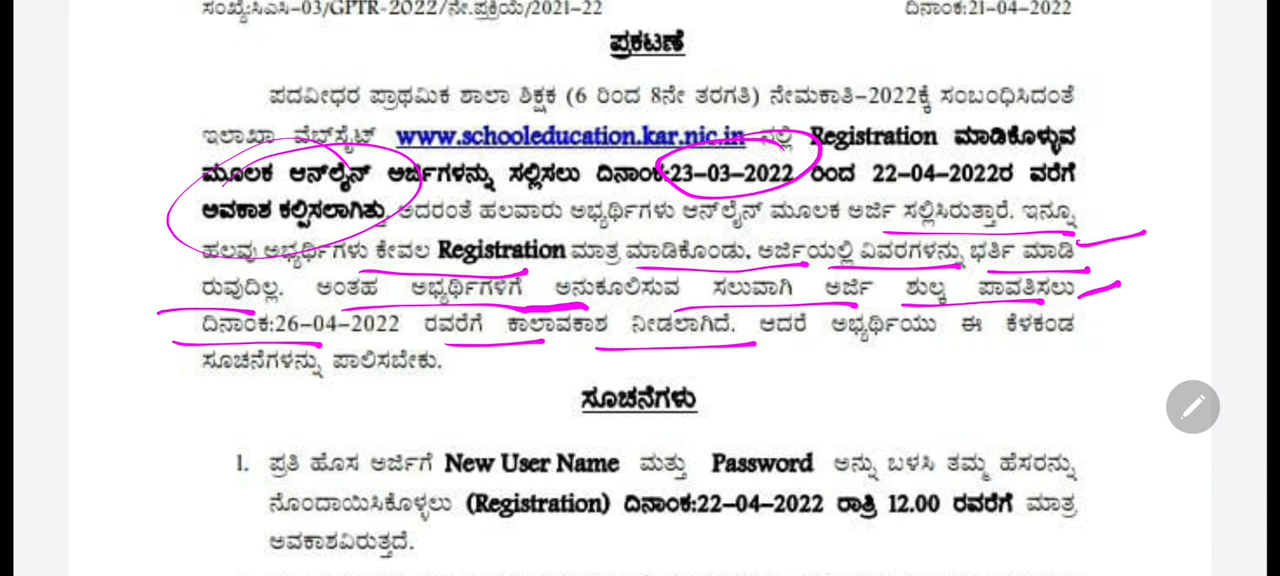 ಸಂಖ್ಯೆ:ಸಿಎಸಿ-03/GPTR-2022/ನೇ.ಪ್ರಕ್ರಿಯೆ/2021-22 ದಿನಾಂಕ:21-04-2022
ಪ್ರಕಟಣೆ
ಪದವೀಧರ ಪ್ರಾಥಮಿಕ ಶಾಲಾ ಶಿಕ್ಷಕ (6 ರಿಂದ 8ನೇ ತರಗತಿ) ನೇಮಕಾತಿ-2022ಕ್ಕೆ ಸಂಬಂಧಿಸಿದಂತೆ
ಇಲಾಖಾ ವೆಬ್‌ಸೈಟ್ www.schooleducation.kar.nic.in ನಲ್ಲಿ Registration ಮಾಡಿಕೊಳ್ಳುವ
ಮೂಲಕ ಆನ್‌ಲೈನ್ ಅರ್ಜಿಗಳನ್ನು ಸಲ್ಲಿಸಲು ದಿನಾಂಕ:23-03-2022 ರಿಂದ 22-04-2022ರ ವರೆಗೆ
ಅವಕಾಶ ಕಲ್ಪಿಸಲಾಗಿತ್ತು. ಅದರಂತೆ ಹಲವಾರು ಅಭ್ಯರ್ಥಿಗಳು ಆನ್‌ಲೈನ್ ಮೂಲಕ ಅರ್ಜಿ ಸಲ್ಲಿಸಿರುತ್ತಾರೆ. ಇನ್ನೂ
ಹಲವು ಅಭ್ಯರ್ಥಿಗಳು ಕೇವಲ Registration ಮಾತ್ರ ಮಾಡಿಕೊಂಡು, ಅರ್ಜಿಯಲ್ಲಿ ವಿವರಗಳನ್ನು ಭರ್ತಿ ಮಾಡಿ
ರುವುದಿಲ್ಲ. ಅಂತಹ ಅಭ್ಯರ್ಥಿಗಳಿಗೆ ಅನುಕೂಲಿಸುವ ಸಲುವಾಗಿ ಅರ್ಜಿ ಶುಲ್ಕ ಪಾವತಿಸಲು
ದಿನಾಂಕ:26-04-2022 ರವರೆಗೆ ಕಾಲಾವಕಾಶ ನೀಡಲಾಗಿದೆ. ಆದರೆ ಅಭ್ಯರ್ಥಿಯು ಈ ಕೆಳಕಂಡ
ಸೂಚನೆಗಳನ್ನು ಪಾಲಿಸಬೇಕು.
ಸೂಚನೆಗಳು
1. ಪ್ರತಿ ಹೊಸ ಅರ್ಜಿಗೆ New User Name ಮತ್ತು Password ಅನ್ನು ಬಳಸಿ ತಮ್ಮ ಹೆಸರನ್ನು
ನೊಂದಾಯಿಸಿಕೊಳ್ಳಲು (Registration) ದಿನಾಂಕ:22-04-2022 ರಾತ್ರಿ 12.00 ರವರೆಗೆ ಮಾತ್ರ
ಅವಕಾಶವಿರುತ್ತದೆ.